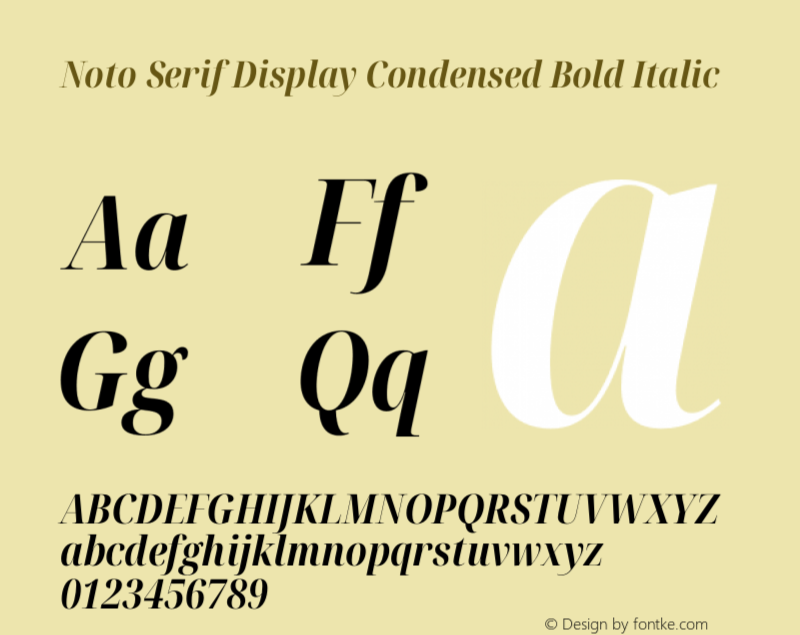 Noto Serif Display Condensed Bold Italic
Aa Ff a
Gg Qq
ABCDEFGHIJKLMNOPQRSTUVWXYZ
abcdefghijklmnopqrstuvwxyz
0123456789
© Design by fontke.com